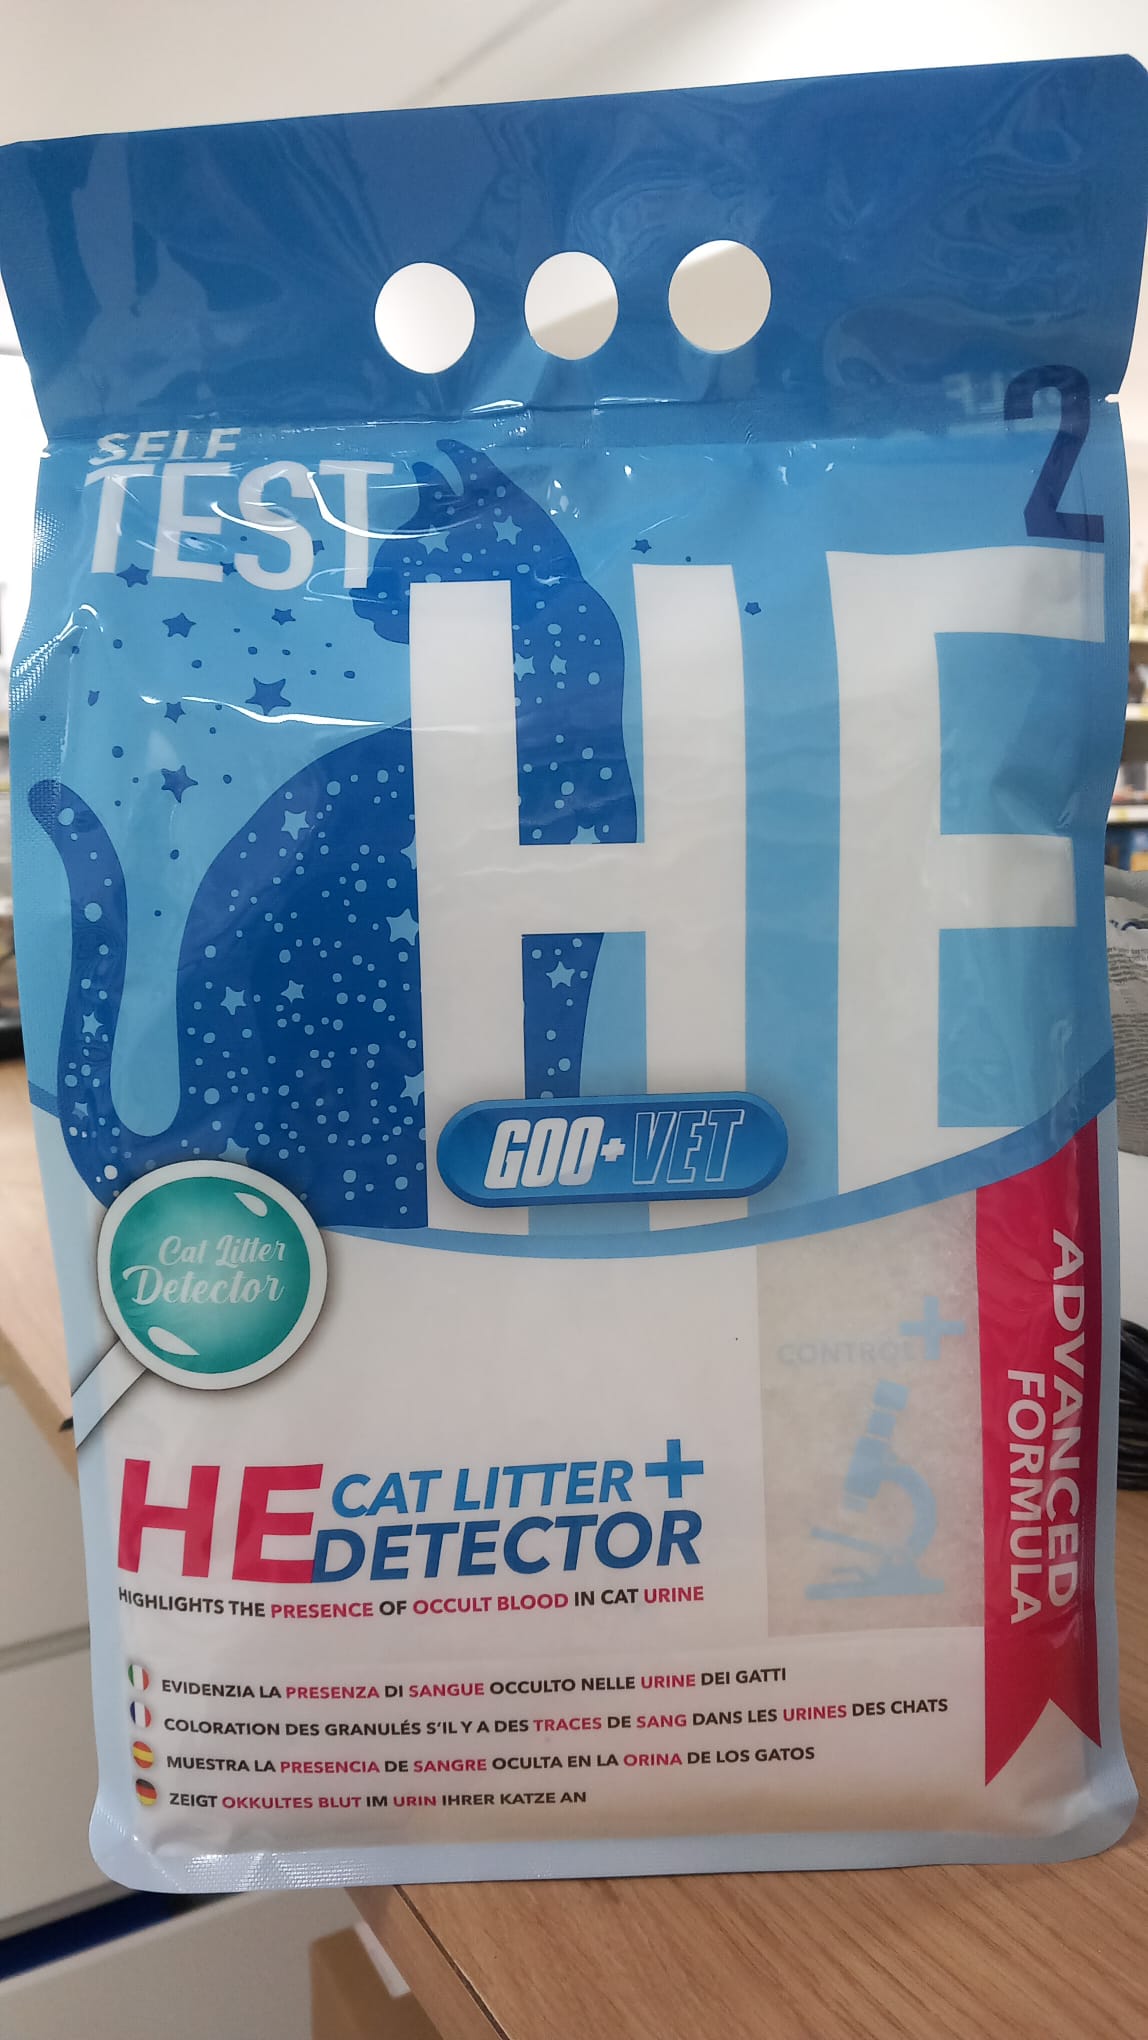 SELF
TEST
HE
2
GOO+VET
Cat Litter
Detector
CONTROL+
ADVANCED
FORMULA
HE CAT LITTER +
DETECTOR
HIGHLIGHTS THE PRESENCE OF OCCULT BLOOD IN CAT URINE
EVIDENZIA LA PRESENZA DI SANGUE OCCULTO NELLE URINE DEI GATTI
COLORATION DES GRANULÉS S'IL Y A DES TRACES DE SANG DANS LES URINES DES CHATS
MUESTRA LA PRESENCIA DE SANGRE OCULTA EN LA ORINA DE LOS GATOS
ZEIGT OKKULTES BLUT IM URIN IHRER KATZE AN